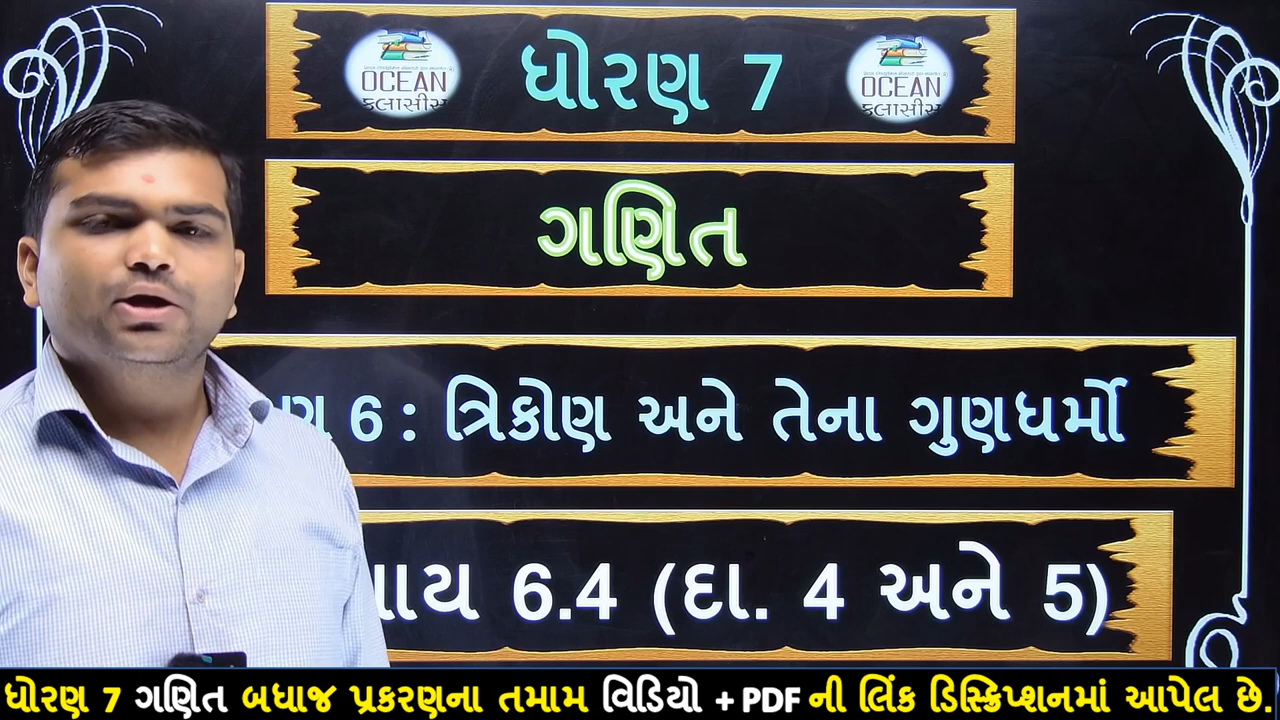 OCEAN
ક્લાસીસ
ધોરણ 7
OCEAN
ક્લાસીસ
ગણિત
6 : ત્રિકોણ અને તેના ગુણધર્મો
6.4 (દા. 4 અને 5)
ધોરણ 7 ગણિત બધાજ પ્રકરણના તમામ વિડિયો + PDF ની લિંક ડિસ્ક્રિપ્શનમાં આપેલ છે.